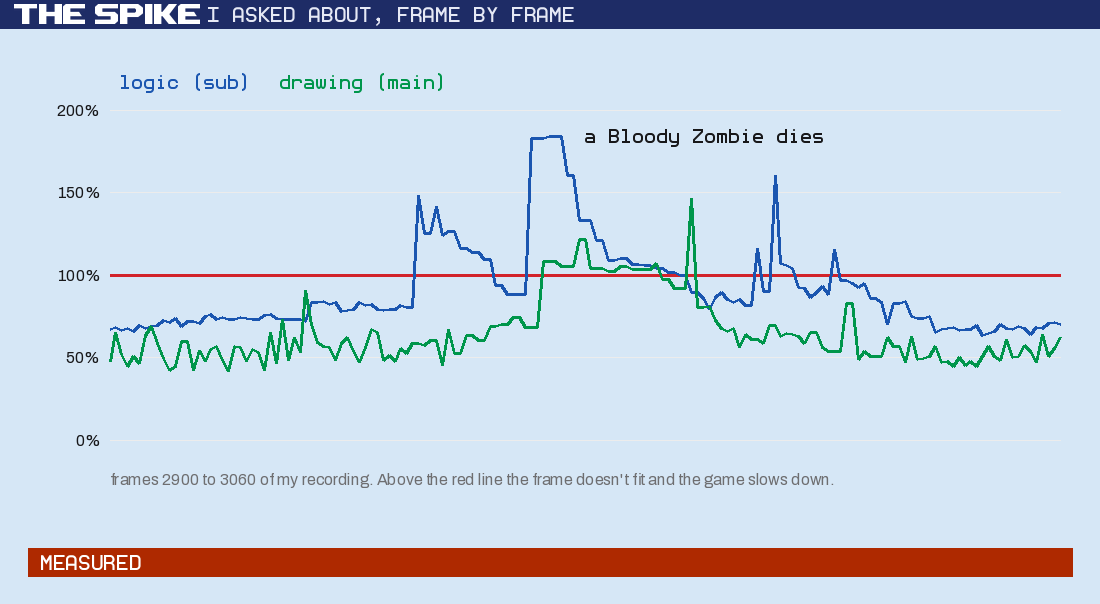 THE SPIKE I ASKED ABOUT, FRAME BY FRAME
logic (sub) drawing (main)
200%
a Bloody Zombie dies
150%
100%
50%
0%
frames 2900 to 3060 of my recording. Above the red line the frame doesn't fit and the game slows down.
MEASURED